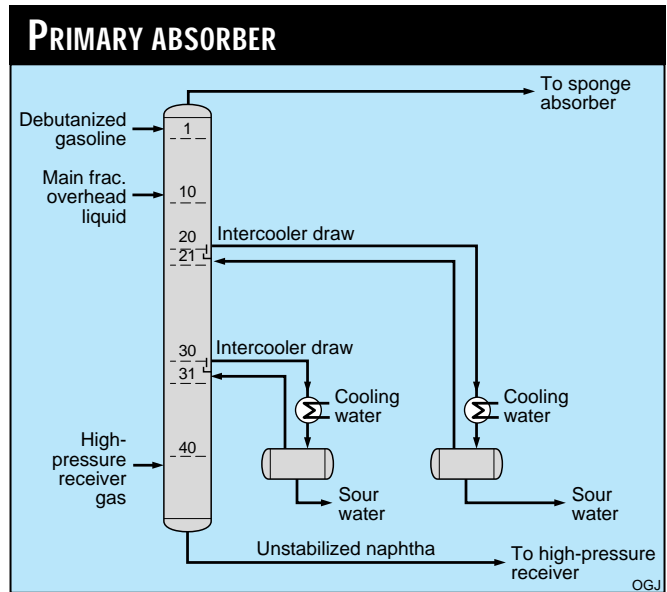 PRIMARY ABSORBER
To sponge
absorber
Debutanized
gasoline
1
Main frac.
overhead
liquid
10
20
Intercooler draw
21
30
Intercooler draw
31
Cooling
water
Cooling
water
High-
pressure
receiver
gas
40
Sour
water
Sour
water
Unstabilized naphtha
To high-pressure
receiver
OGJ